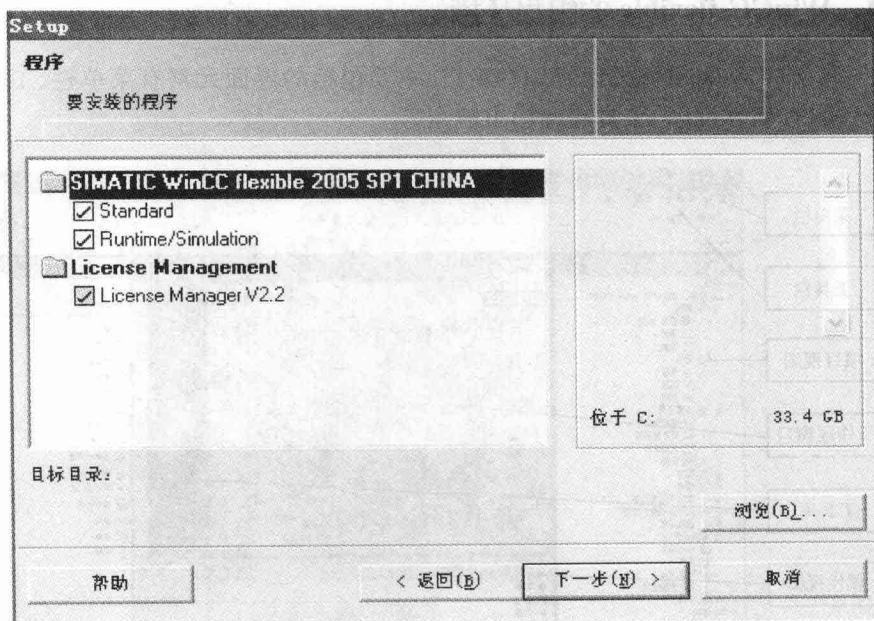 Setup
程序
要安装的程序
SIMATIC WinCC flexible 2005 SP1 CHINA
Standard
Runtime/Simulation
License Management
License Manager V2.2
位于 C: 33.4 GB
目标目录:
浏览(B)...
帮助
< 返回(B)
下一步(N) >
取消